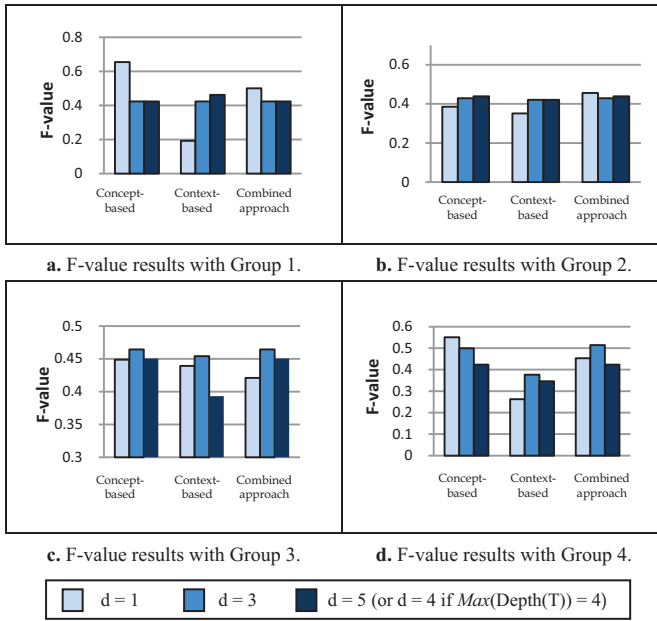 0.8
0.6
0.4
0.2
0
F-value
Concept-
based
Context-
based
Combined
approach
a. F-value results with Group 1.
0.6
0.4
0.2
0
F-value
Concept-
based
Context-
based
Combined
approach
b. F-value results with Group 2.
0.5
0.45
0.4
0.35
0.3
F-value
Concept-
based
Context-
based
Combined
approach
c. F-value results with Group 3.
0.6
0.5
0.4
0.3
0.2
0.1
0
F-value
Concept-
based
Context-
based
Combined
approach
d. F-value results with Group 4.
d = 1 d = 3 d = 5 (or d = 4 if Max(Depth(T)) = 4)